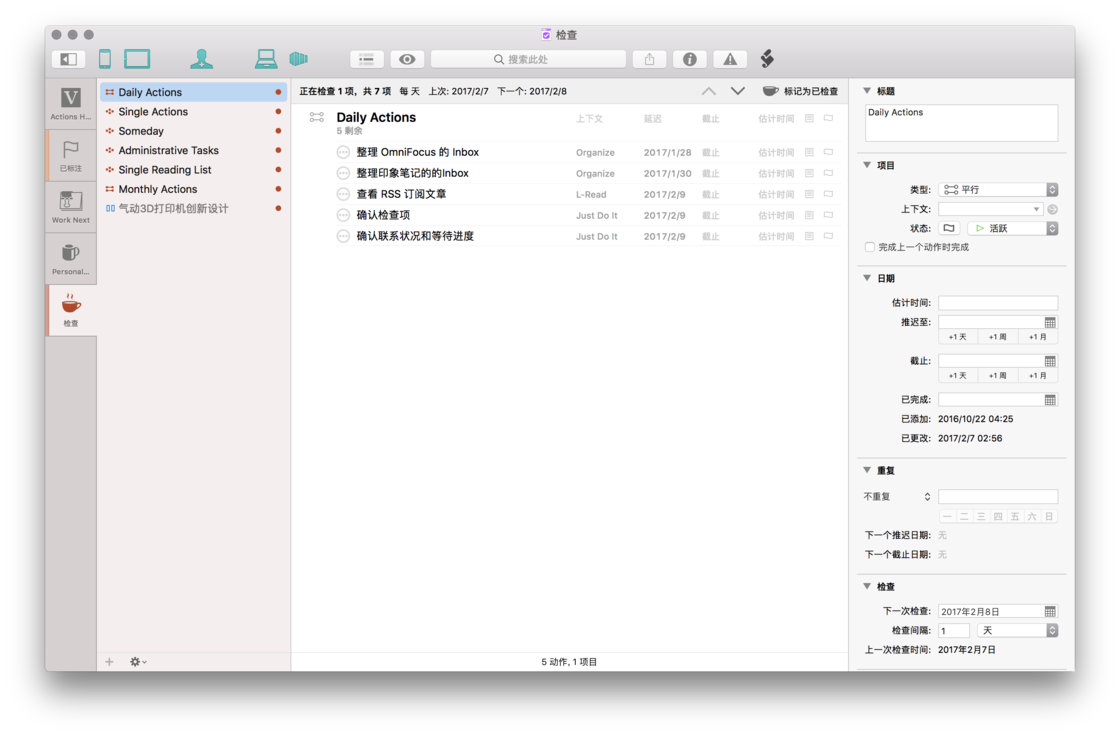 检查
搜索此处
Actions H...
已标注
Work Next
Personal...
检查
Daily Actions
Single Actions
Someday
Administrative Tasks
Single Reading List
Monthly Actions
气动3D打印机创新设计
正在检查 1 项，共 7 项 每 天 上次: 2017/2/7 下一个: 2017/2/8 标记为已检查
Daily Actions 上下文 延迟 截止 估计时间
5 剩余
整理 OmniFocus 的 Inbox Organize 2017/1/28 截止 估计时间
整理印象笔记的的Inbox Organize 2017/1/30 截止 估计时间
查看 RSS 订阅文章 L-Read 2017/2/9 截止 估计时间
确认检查项 Just Do It 2017/2/9 截止 估计时间
确认联系状况和等待进度 Just Do It 2017/2/9 截止 估计时间
5 动作, 1 项目
标题
Daily Actions
项目
类型: 平行
上下文:
状态: 活跃
完成上一个动作时完成
日期
估计时间:
推迟至:
+1 天 +1 周 +1 月
截止:
+1 天 +1 周 +1 月
已完成:
已添加: 2016/10/22 04:25
已更改: 2017/2/7 02:56
重复
不重复
一 二 三 四 五 六 日
下一个推迟日期: 无
下一个截止日期: 无
检查
下一次检查: 2017年2月8日
检查间隔: 1 天
上一次检查时间: 2017年2月7日